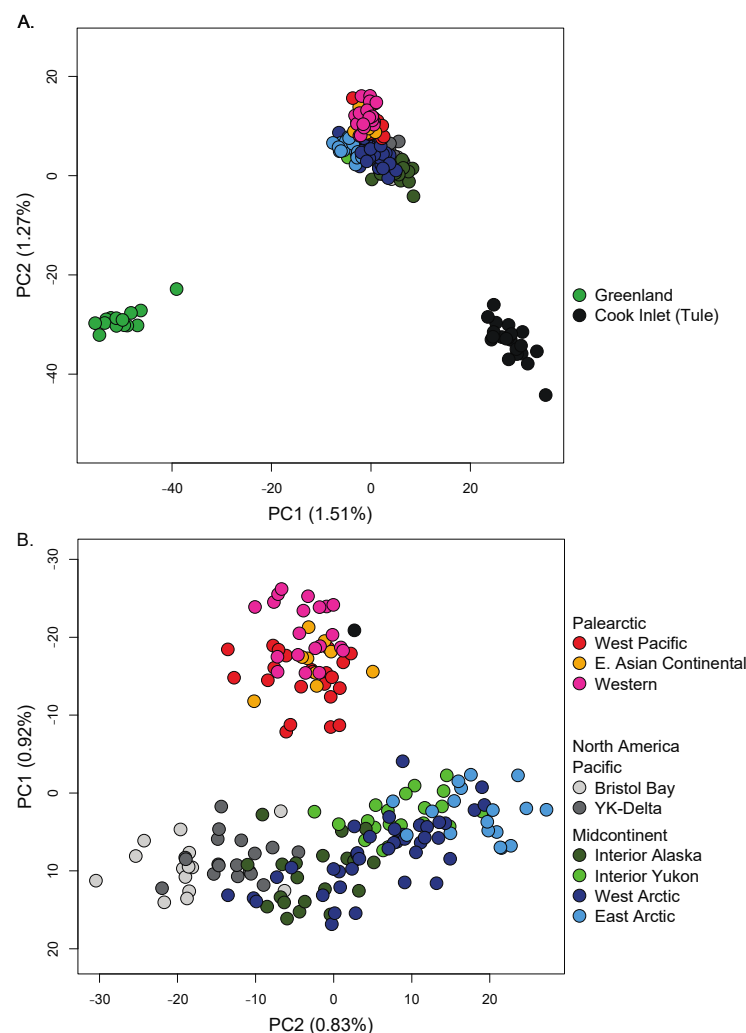 A.
20
0
-20
-40
PC2 (1.27%)
-40
-20
0
20
PC1 (1.51%)
Greenland
Cook Inlet (Tule)
B.
-30
-20
-10
0
10
20
PC1 (0.92%)
-30
-20
-10
0
10
20
PC2 (0.83%)
Palearctic
West Pacific
E. Asian Continental
Western
North America
Pacific
Bristol Bay
YK-Delta
Midcontinent
Interior Alaska
Interior Yukon
West Arctic
East Arctic